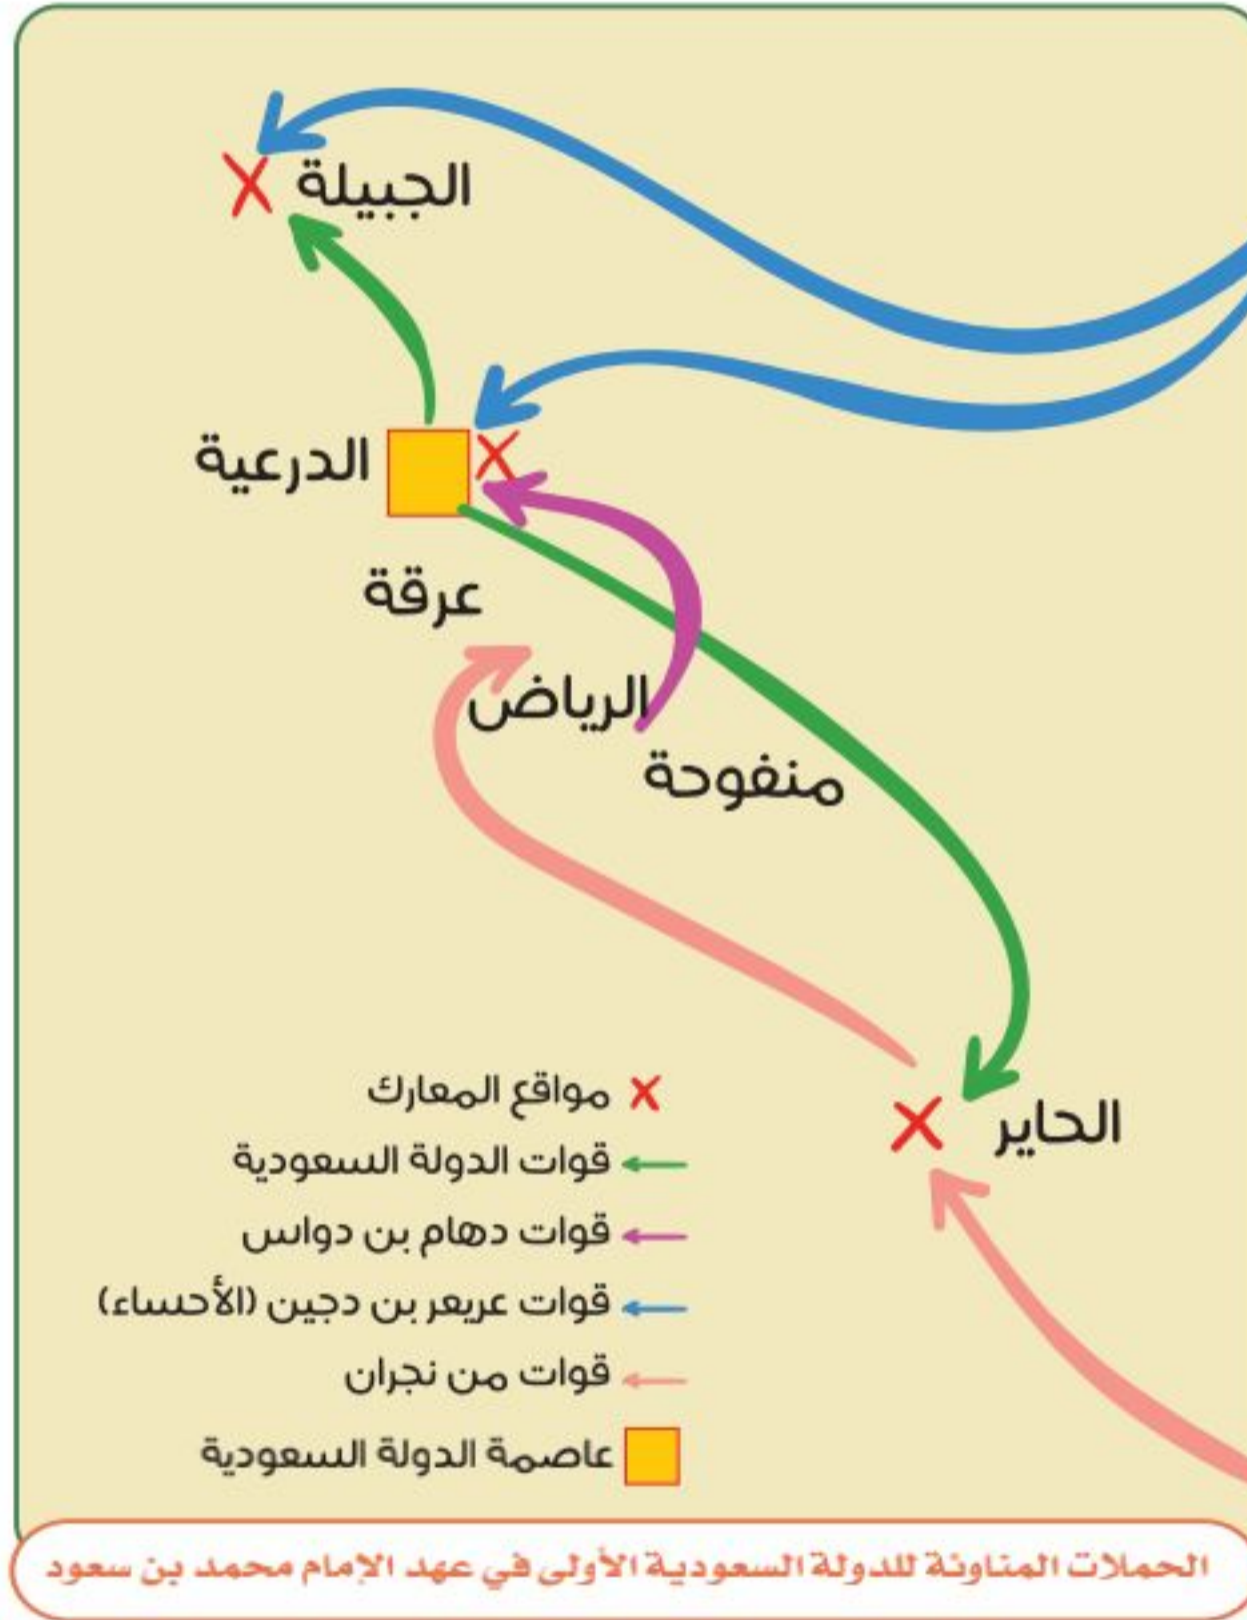 الجبيلة
الدرعية
عرقة
الرياض
منفوحة
الحاير
مواقع المعارك
قوات الدولة السعودية
قوات دهام بن دواس
قوات عريعر بن دجين (الأحساء)
قوات من نجران
عاصمة الدولة السعودية
الحملات المناوئة للدولة السعودية الأولى في عهد الإمام محمد بن سعود